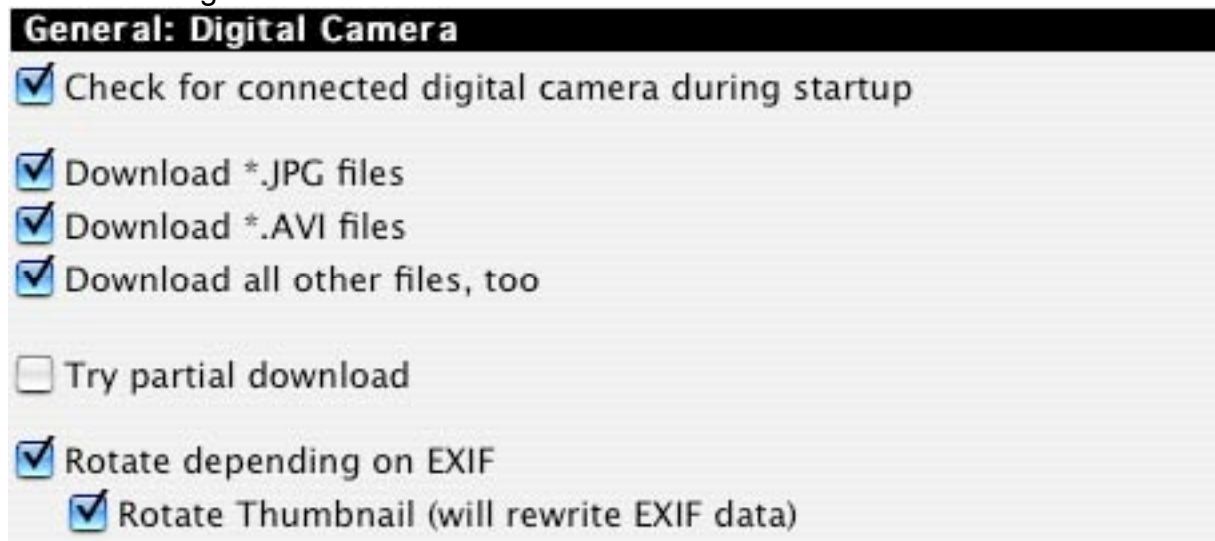 General: Digital Camera
Check for connected digital camera during startup
Download *.JPG files
Download *.AVI files
Download all other files, too
Try partial download
Rotate depending on EXIF
Rotate Thumbnail (will rewrite EXIF data)